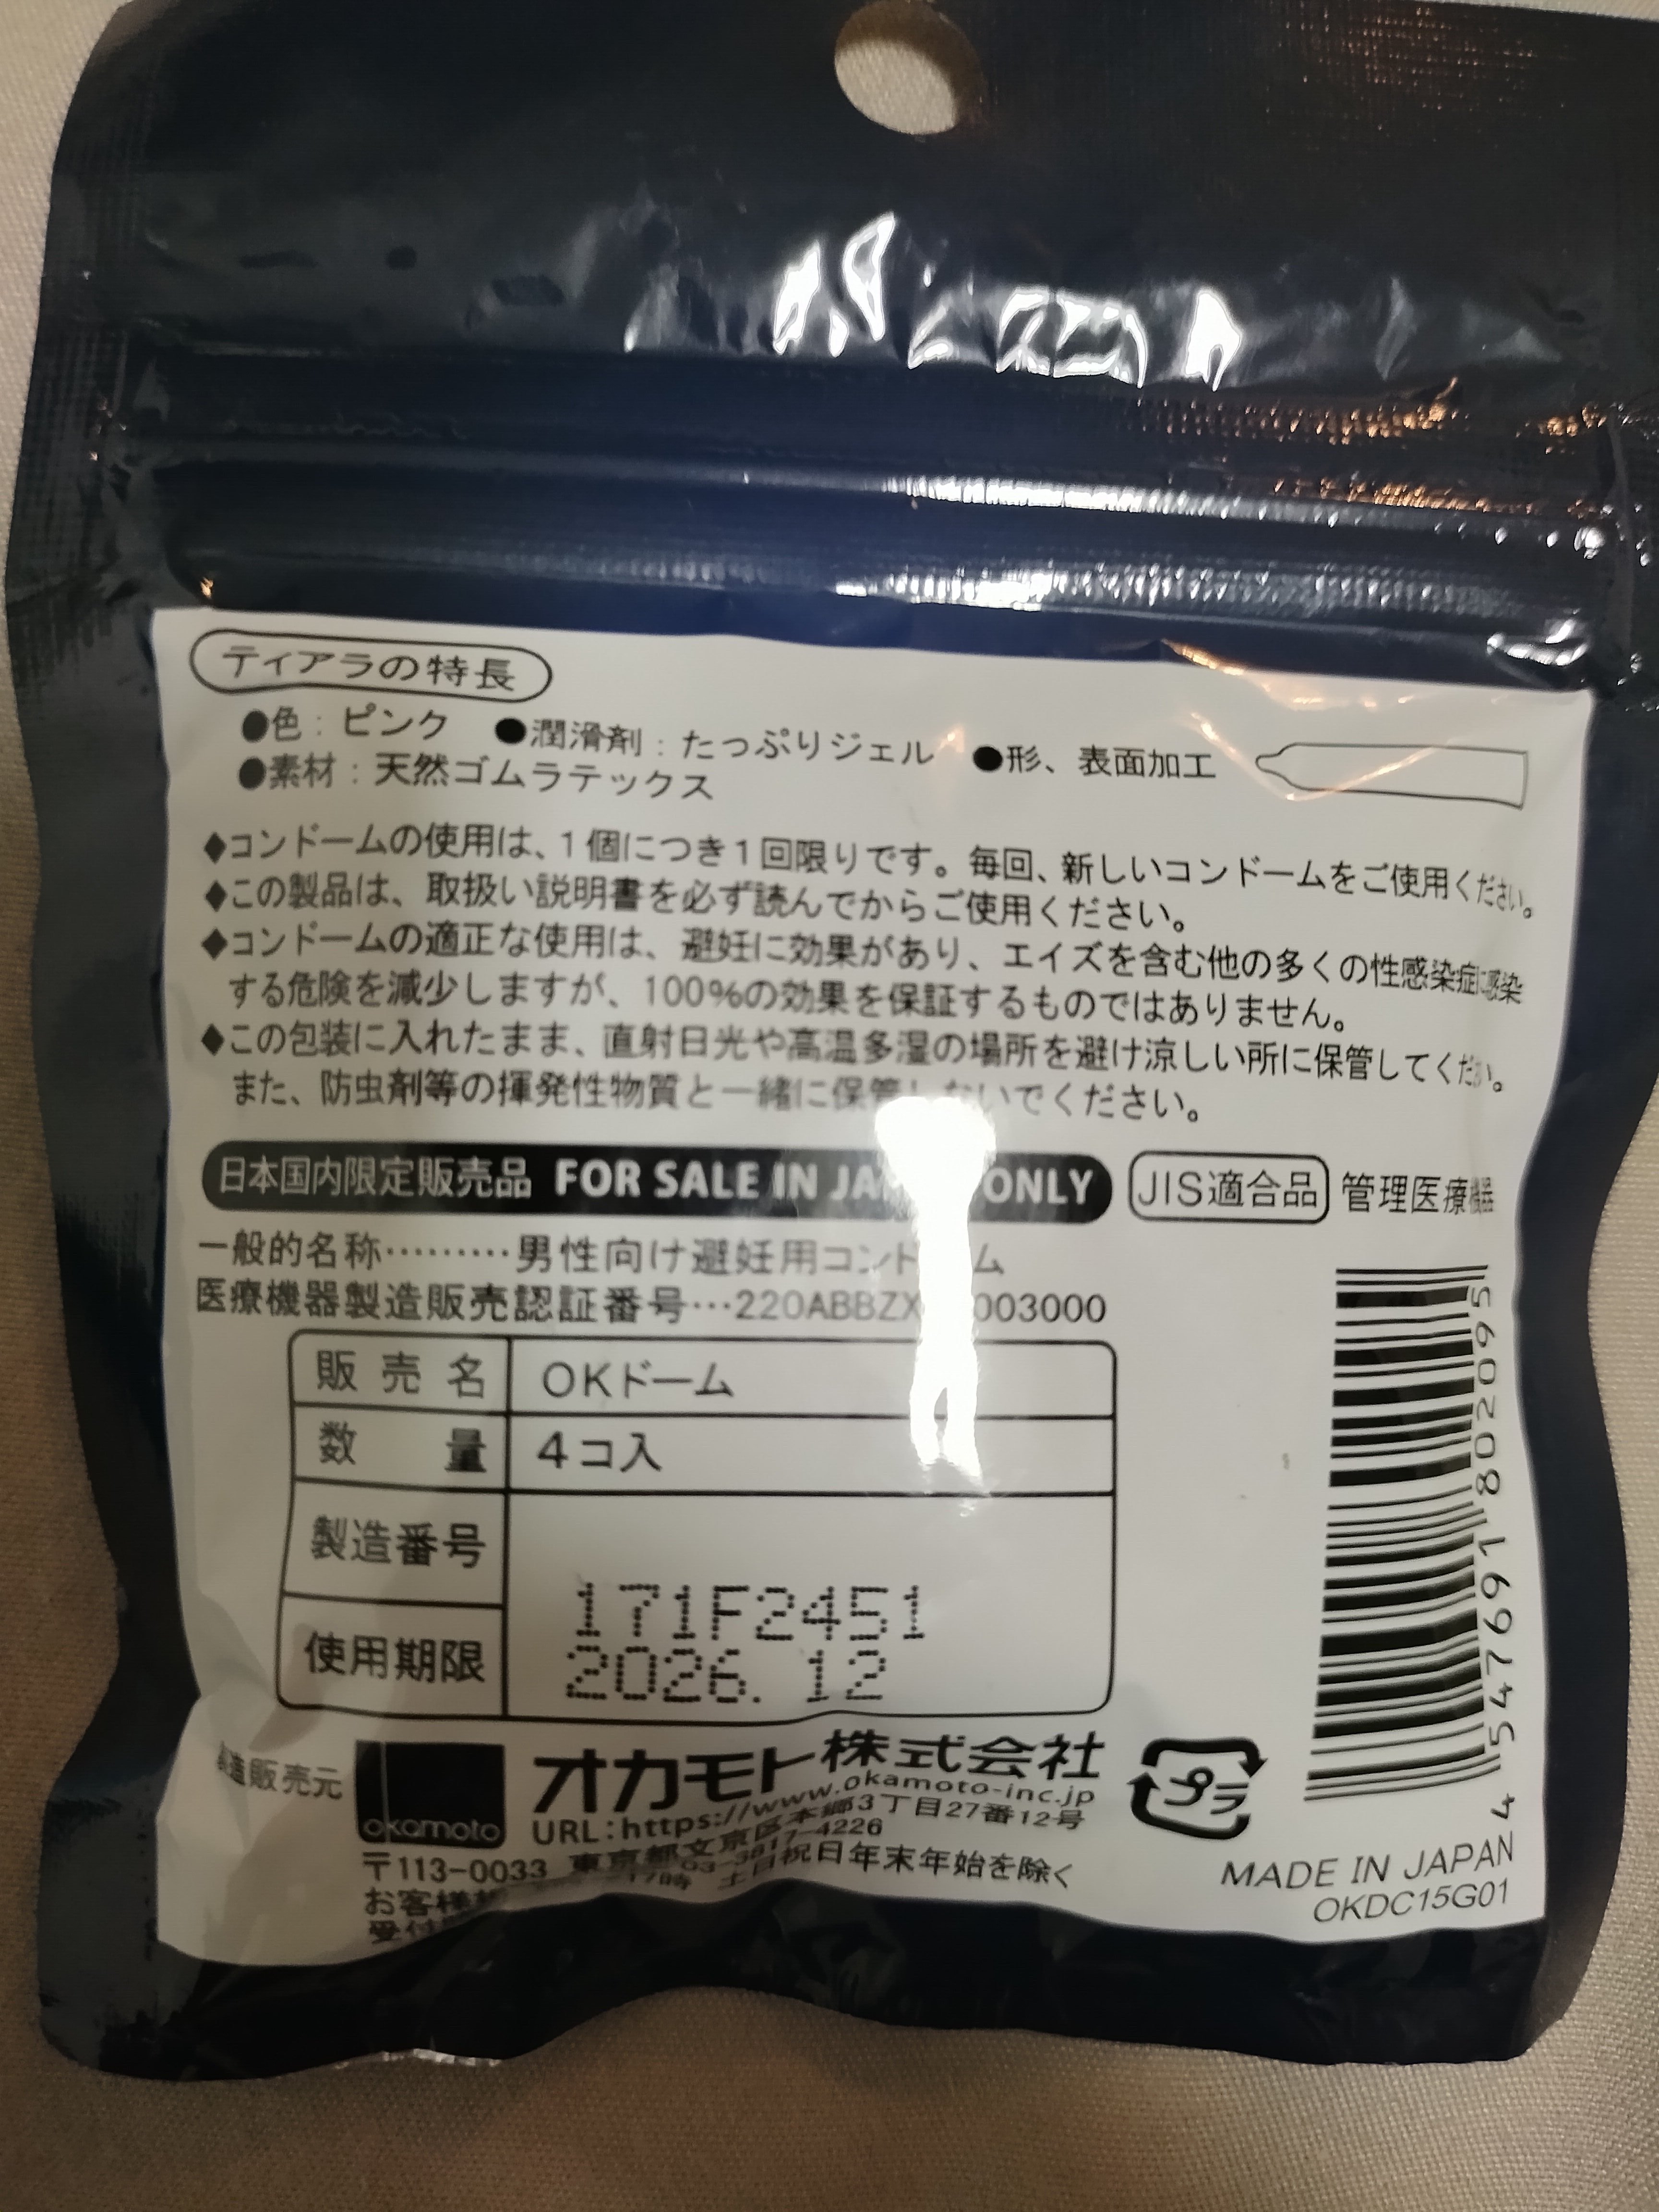 ティアラの特長
●色：ピンク ●潤滑剤：たっぷりジェル ●形、表面加工
●素材：天然ゴムラテックス
◆コンドームの使用は、1個につき1回限りです。毎回、新しいコンドームをご使用ください。
◆この製品は、取扱い説明書を必ず読んでからご使用ください。
◆コンドームの適正な使用は、避妊に効果があり、エイズを含む他の多くの性感染症に感染
する危険を減少しますが、100%の効果を保証するものではありません。
◆この包装に入れたまま、直射日光や高温多湿の場所を避け涼しい所に保管してください。
また、防虫剤等の揮発性物質と一緒に保管しないでください。
日本国内限定販売品 FOR SALE IN JAPAN ONLY JIS適合品 管理医療機器
一般的名称………男性向け避妊用コンドーム
医療機器製造販売認証番号…220ABBZX 003000
販売名 OKドーム
数量 4コ入
製造番号 171F2451
使用期限 2026.12
製造販売元 okamoto オカモト株式会社 プラ
URL:https://www.okamoto-inc.jp
〒113-0033 東京都文京区本郷3丁目27番12号
お客様 03-3817-4226
受付 17時 土日祝日年末年始を除く
4547691 802095
MADE IN JAPAN
OKDC15G01